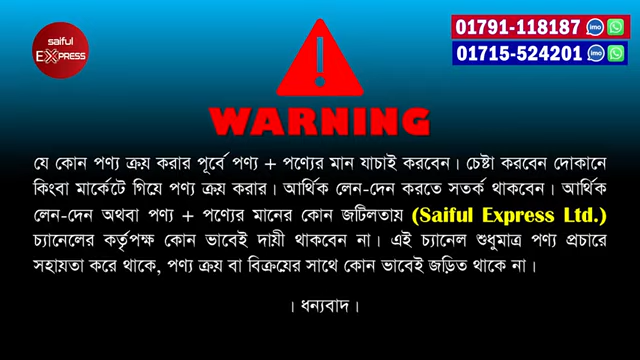 saiful
EXPRESS
01791-118187 imo
01715-524201 imo
WARNING
যে কোন পণ্য ক্রয় করার পূর্বে পণ্য + পণ্যের মান যাচাই করবেন। চেষ্টা করবেন দোকানে
কিংবা মার্কেটে গিয়ে পণ্য ক্রয় করার। আর্থিক লেন-দেন করতে সতর্ক থাকবেন। আর্থিক
লেন-দেন অথবা পণ্য + পণ্যের মানের কোন জটিলতায় (Saiful Express Ltd.)
চ্যানেলের কর্তৃপক্ষ কোন ভাবেই দায়ী থাকবেন না। এই চ্যানেল শুধুমাত্র পণ্য প্রচারে
সহায়তা করে থাকে, পণ্য ক্রয় বা বিক্রয়ের সাথে কোন ভাবেই জড়িত থাকে না।
। ধন্যবাদ।